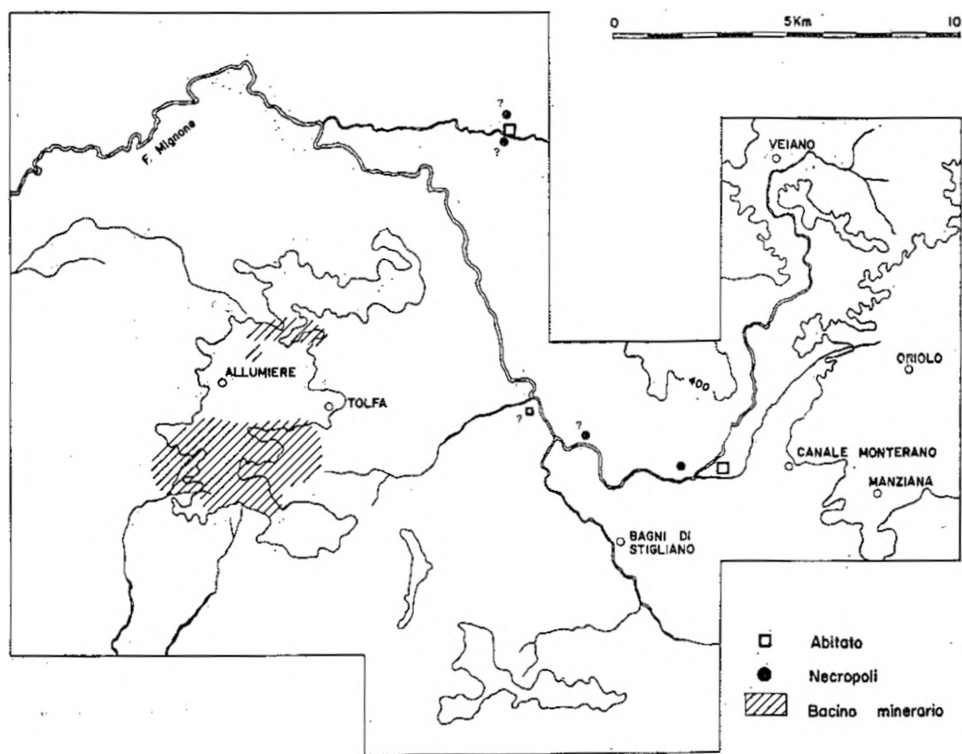 0 5Km 10
F. Mignone
?
?
VEIANO
ORIOLO
400
ALLUMIERE
TOLFA
?
?
CANALE MONTERANO
MANZIANA
BAGNI DI
STIGLIANO
Abitato
Necropoli
Bacino minerario